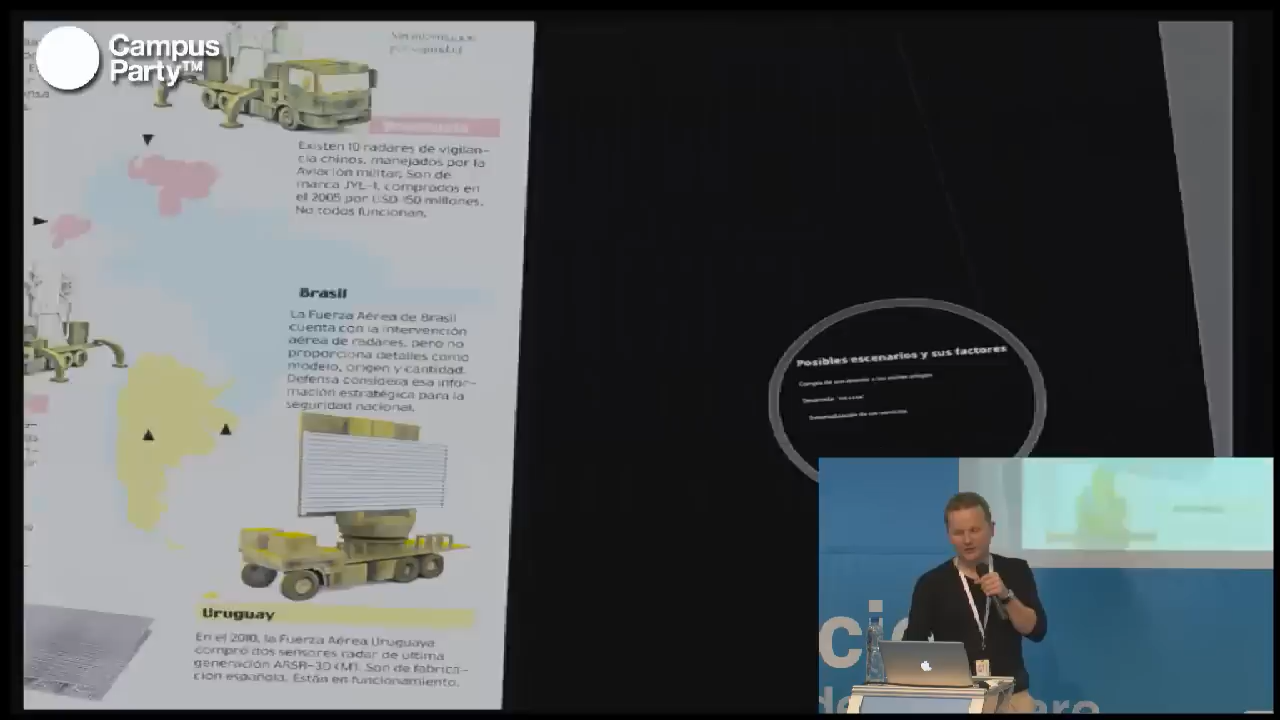 Campus
Party™
Existen 10 radares de vigilan-
cia chinos, manejados por la
Aviación militar. Son de
marca JYL-1, comprados en
el 2005 por USD 150 millones.
No todos funcionan.
Brasil
La Fuerza Aérea de Brasil
cuenta con la intervención
aérea de radares, pero no
proporciona detalles como
modelo, origen y cantidad.
Defensa considera esa infor-
mación estratégica para la
seguridad nacional.
Uruguay
En el 2010, la Fuerza Aérea Uruguaya
compró dos sensores radar de última
generación
Son de fabrica-
ción española. Están en funcionamiento.
Posibles escenarios y sus factores
cio